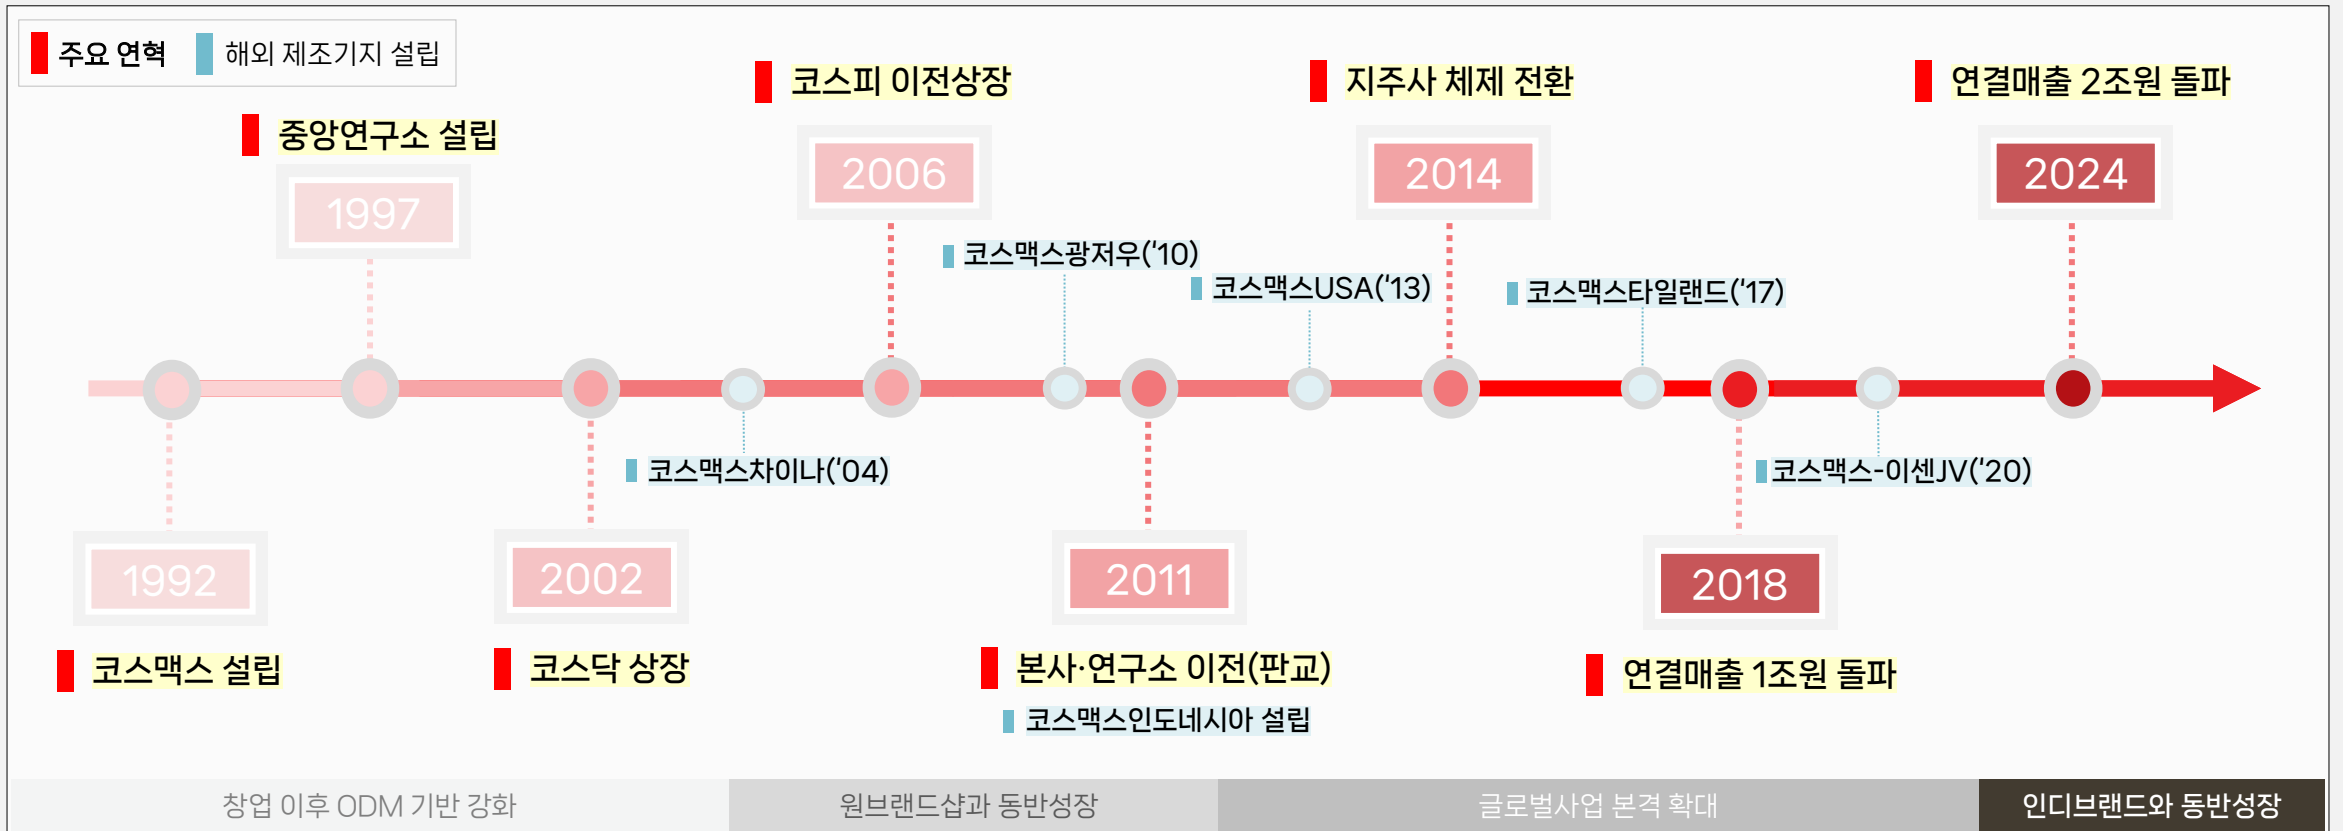 주요 연혁
해외 제조기지 설립
중앙연구소 설립
1997
코스피 이전상장
2006
지주사 체제 전환
2014
연결매출 2조원 돌파
2024
코스맥스광저우('10)
코스맥스USA('13)
코스맥스타일랜드('17)
코스맥스차이나('04)
코스맥스-이센JV('20)
1992
코스맥스 설립
2002
코스닥 상장
2011
본사·연구소 이전(판교)
코스맥스인도네시아 설립
2018
연결매출 1조원 돌파
창업 이후 ODM 기반 강화
원브랜드샵과 동반성장
글로벌사업 본격 확대
인디브랜드와 동반성장